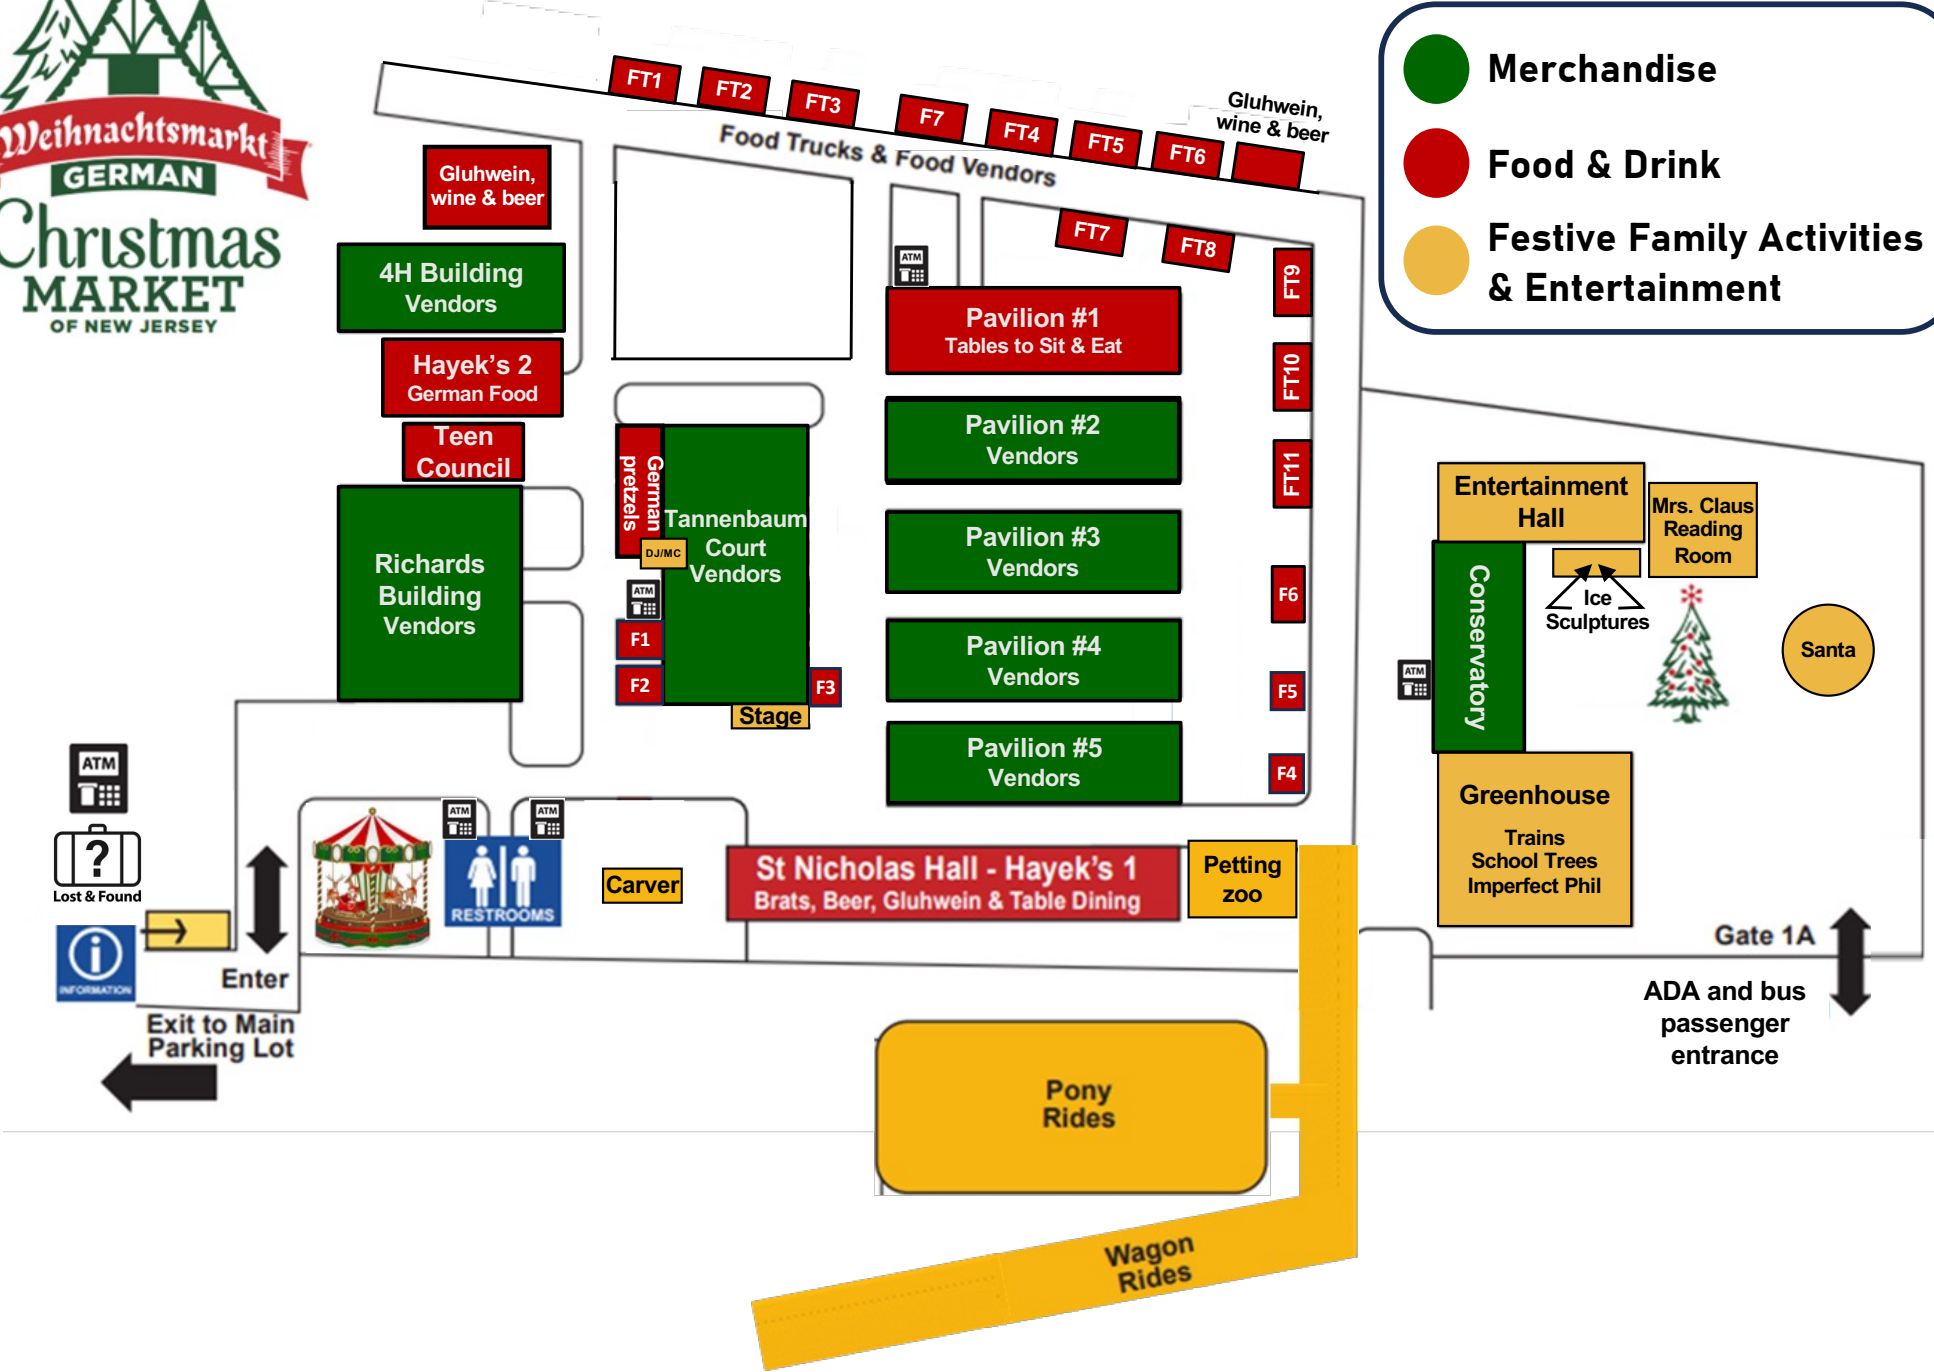 Weihnachtsmarkt
GERMAN
Christmas
MARKET
OF NEW JERSEY
Merchandise
Food & Drink
Festive Family Activities
& Entertainment
FT1
FT2
FT3
F7
FT4
FT5
FT6
Gluhwein,
wine & beer
Food Trucks & Food Vendors
Gluhwein,
wine & beer
4H Building
Vendors
Hayek's 2
German Food
Teen
Council
Richards
Building
Vendors
German
pretzels
DJ/MC
Tannenbaum
Court
Vendors
ATM
F1
F2
F3
Stage
ATM
Pavilion #1
Tables to Sit & Eat
Pavilion #2
Vendors
Pavilion #3
Vendors
Pavilion #4
Vendors
Pavilion #5
Vendors
FT7
FT8
FT9
FT10
FT11
F6
F5
F4
Entertainment
Hall
Mrs. Claus
Reading
Room
Ice
Sculptures
Conservatory
ATM
Santa
Greenhouse
Trains
School Trees
Imperfect Phil
Gate 1A
ADA and bus
passenger
entrance
ATM
?
Lost & Found
i
INFORMATION
Enter
Exit to Main
Parking Lot
ATM
ATM
RESTROOMS
Carver
St Nicholas Hall - Hayek's 1
Brats, Beer, Gluhwein & Table Dining
Petting
zoo
Pony
Rides
Wagon
Rides